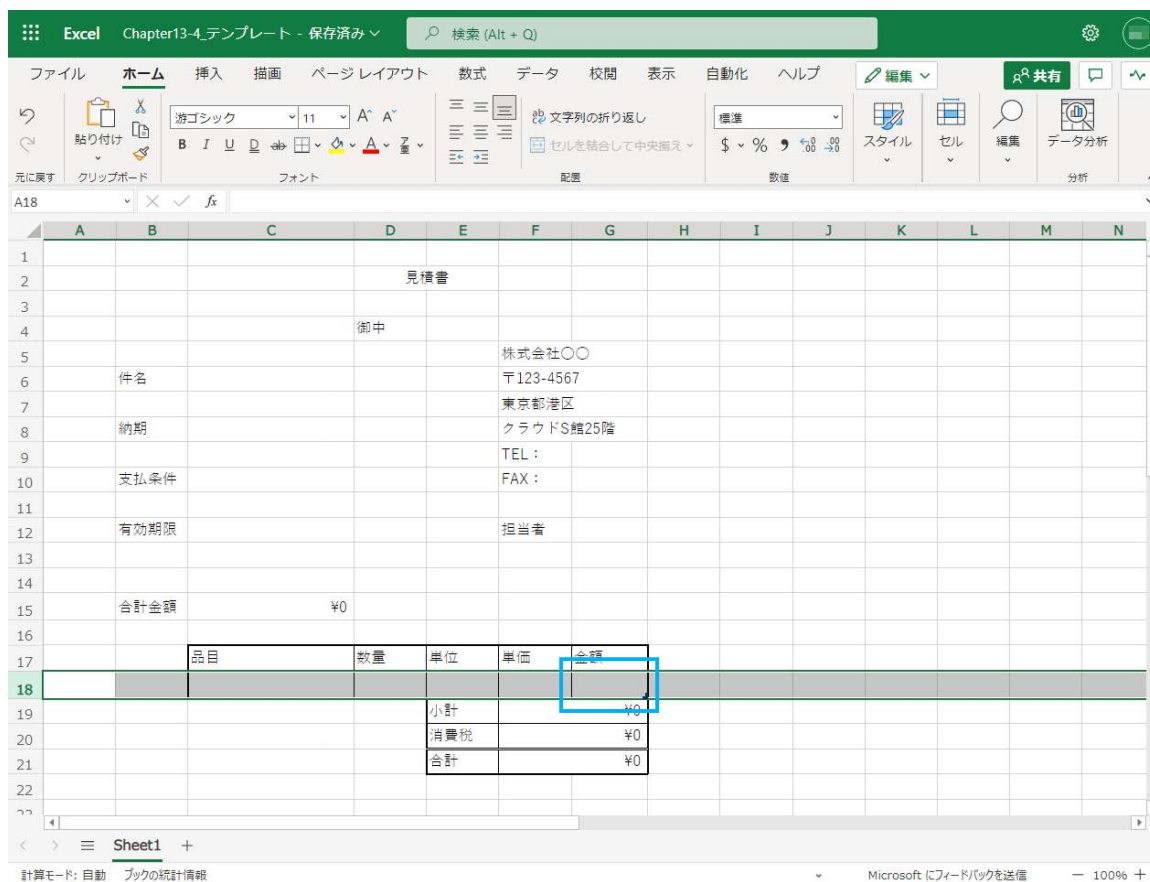 Excel Chapter13-4_テンプレート - 保存済み 検索 (Alt + Q)
ファイル ホーム 挿入 描画 ページ レイアウト 数式 データ 校閲 表示 自動化 ヘルプ 編集 共有
貼り付け 游ゴシック 11 A^ A˅ ab 文字列の折り返し 標準 スタイル セル 編集 データ分析
B I U D ab A セルを結合して中央揃え $ % 9
元に戻す クリップボード フォント 配置 数値 分析
A18 fx
A B C D E F G H I J K L M N
1
2 見積書
3
4 御中
5 株式会社〇〇
6 件名 〒123-4567
7 東京都港区
8 納期 クラウドS館25階
9 TEL：
10 支払条件 FAX：
11
12 有効期限 担当者
13
14
15 合計金額 ¥0
16
17 品目 数量 単位 単価 金額
18
19 小計 ¥0
20 消費税 ¥0
21 合計 ¥0
22
Sheet1 +
計算モード: 自動 ブックの統計情報 Microsoft にフィードバックを送信 − 100% +